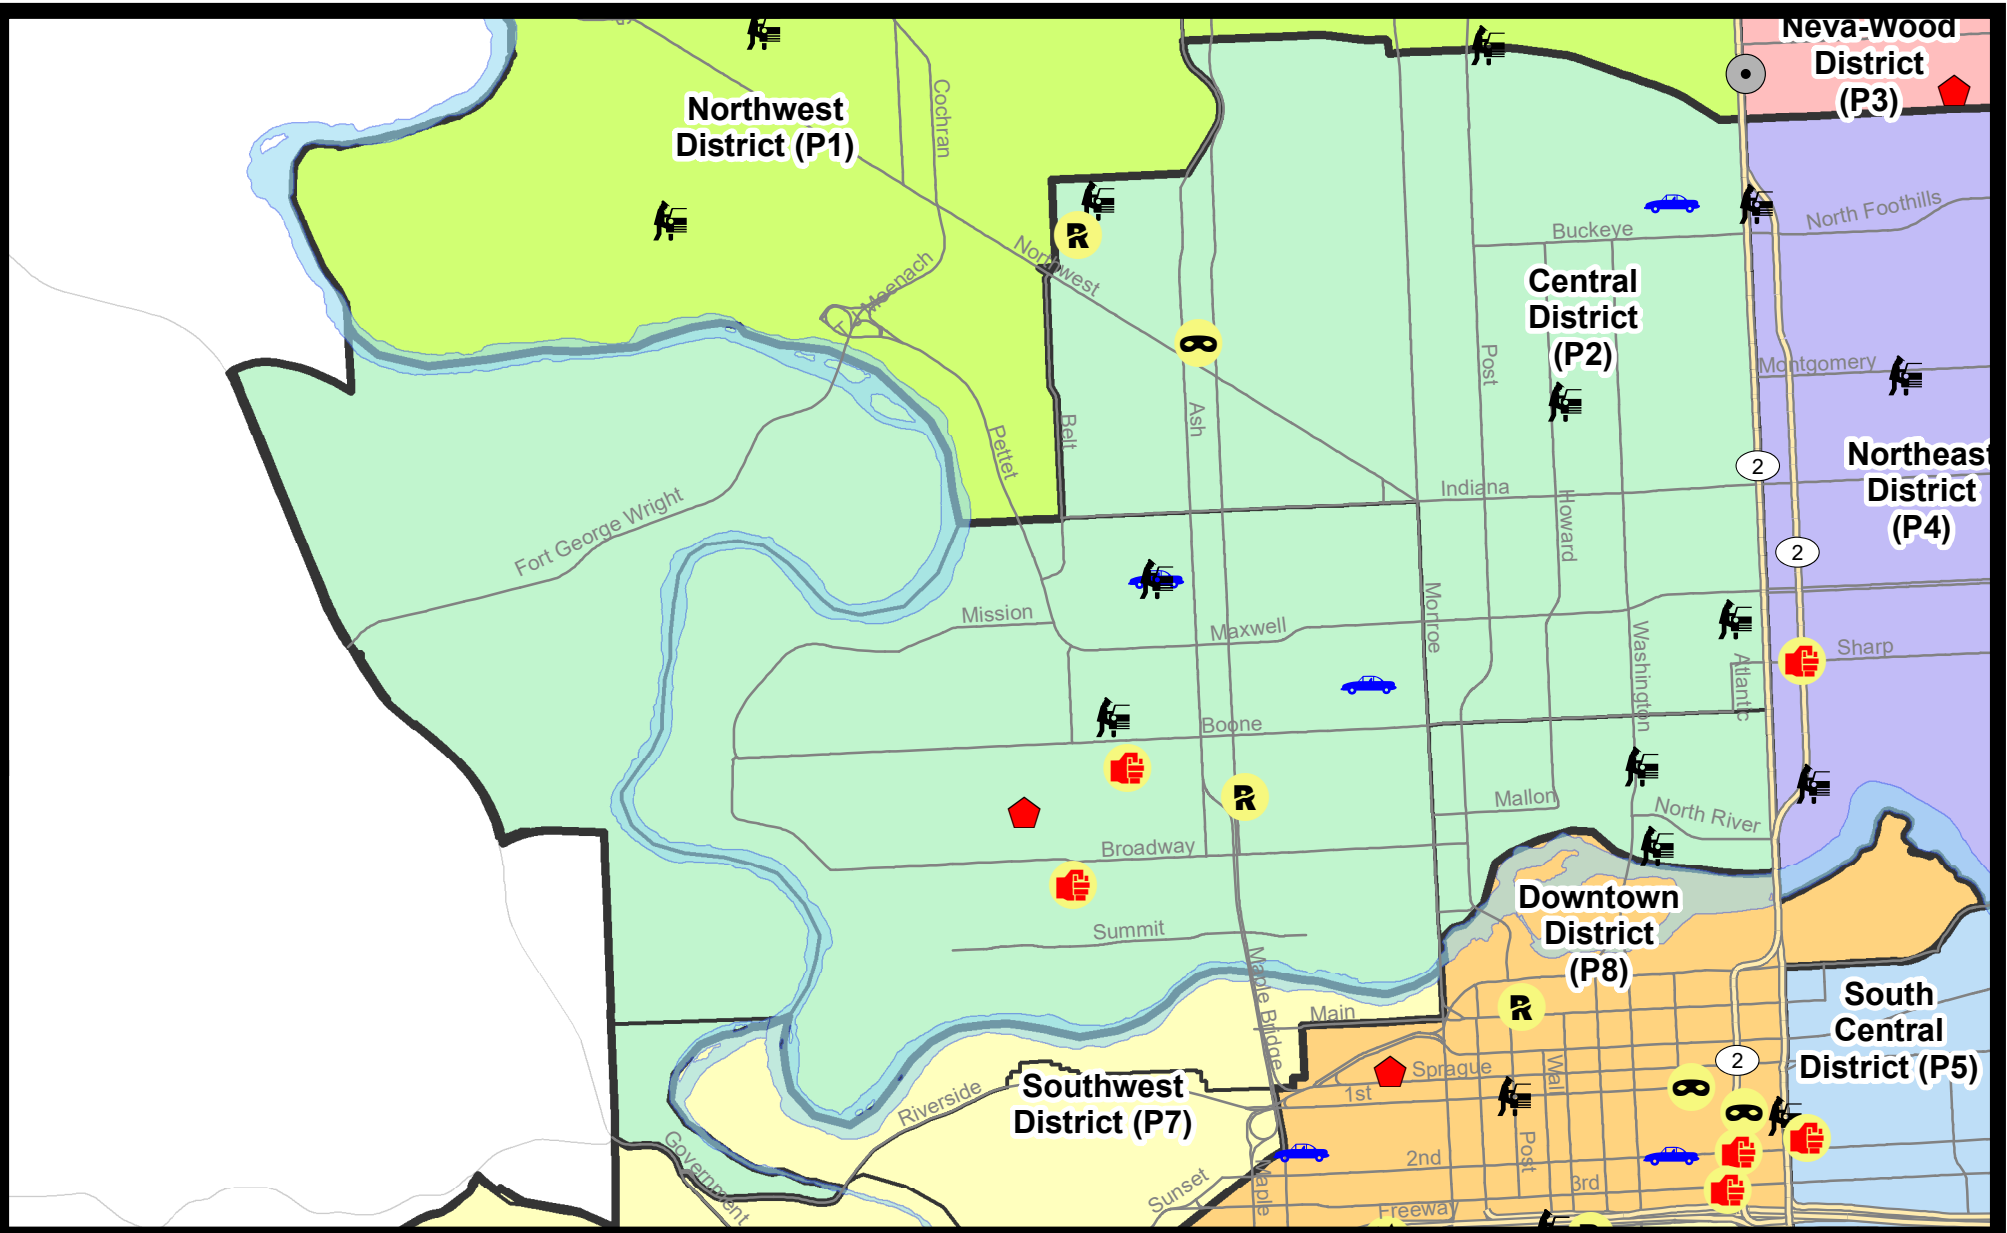 Neva-Wood
District
(P3)
Northwest
District (P1)
Cochran
North Foothills
Buckeye
T J Meenach
Northwest
Central
District
(P2)
Post
Montgomery
Ash
Belt
Pettet
Northeast
District
(P4)
2
Indiana
Howard
Fort George Wright
2
Mission
Maxwell
Monroe
Washington
Atlantic
Sharp
Boone
Mallon
North River
Broadway
Summit
Downtown
District
(P8)
Maple Bridge
Main
South
Central
District (P5)
2
Sprague
Wall
1st
Southwest
District (P7)
Riverside
Government
Post
2nd
Maple
Sunset
3rd
Freeway
R
R
R